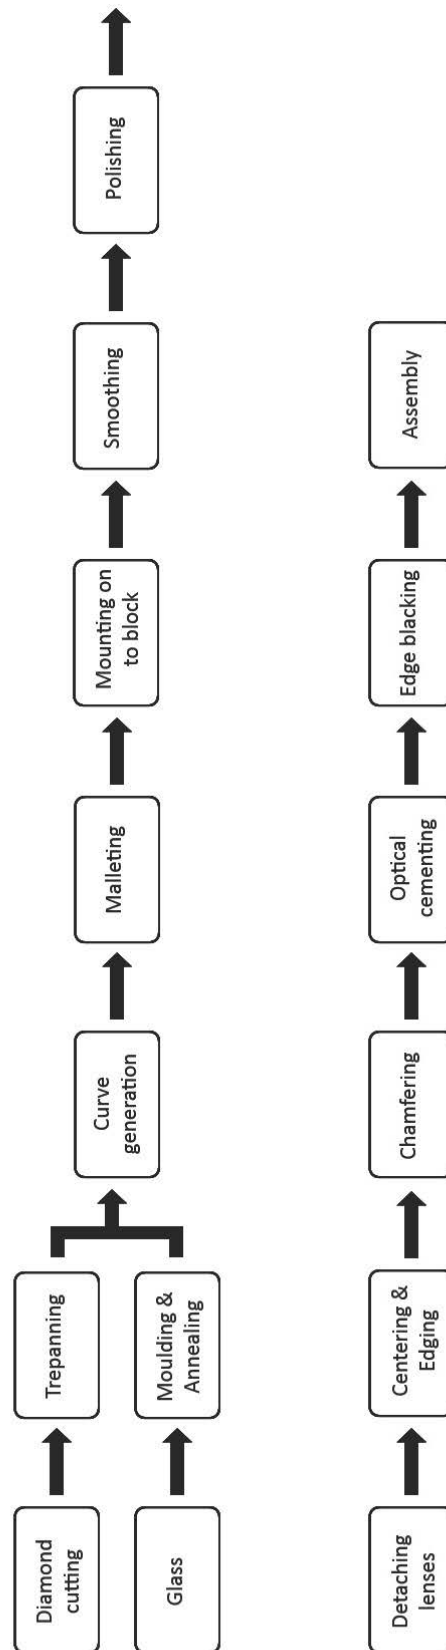 Diamond
cutting
Trepanning
Glass
Moulding &
Annealing
Curve
generation
Malleting
Mounting on
to block
Smoothing
Polishing
Detaching
lenses
Centering &
Edging
Chamfering
Optical
cementing
Edge blacking
Assembly